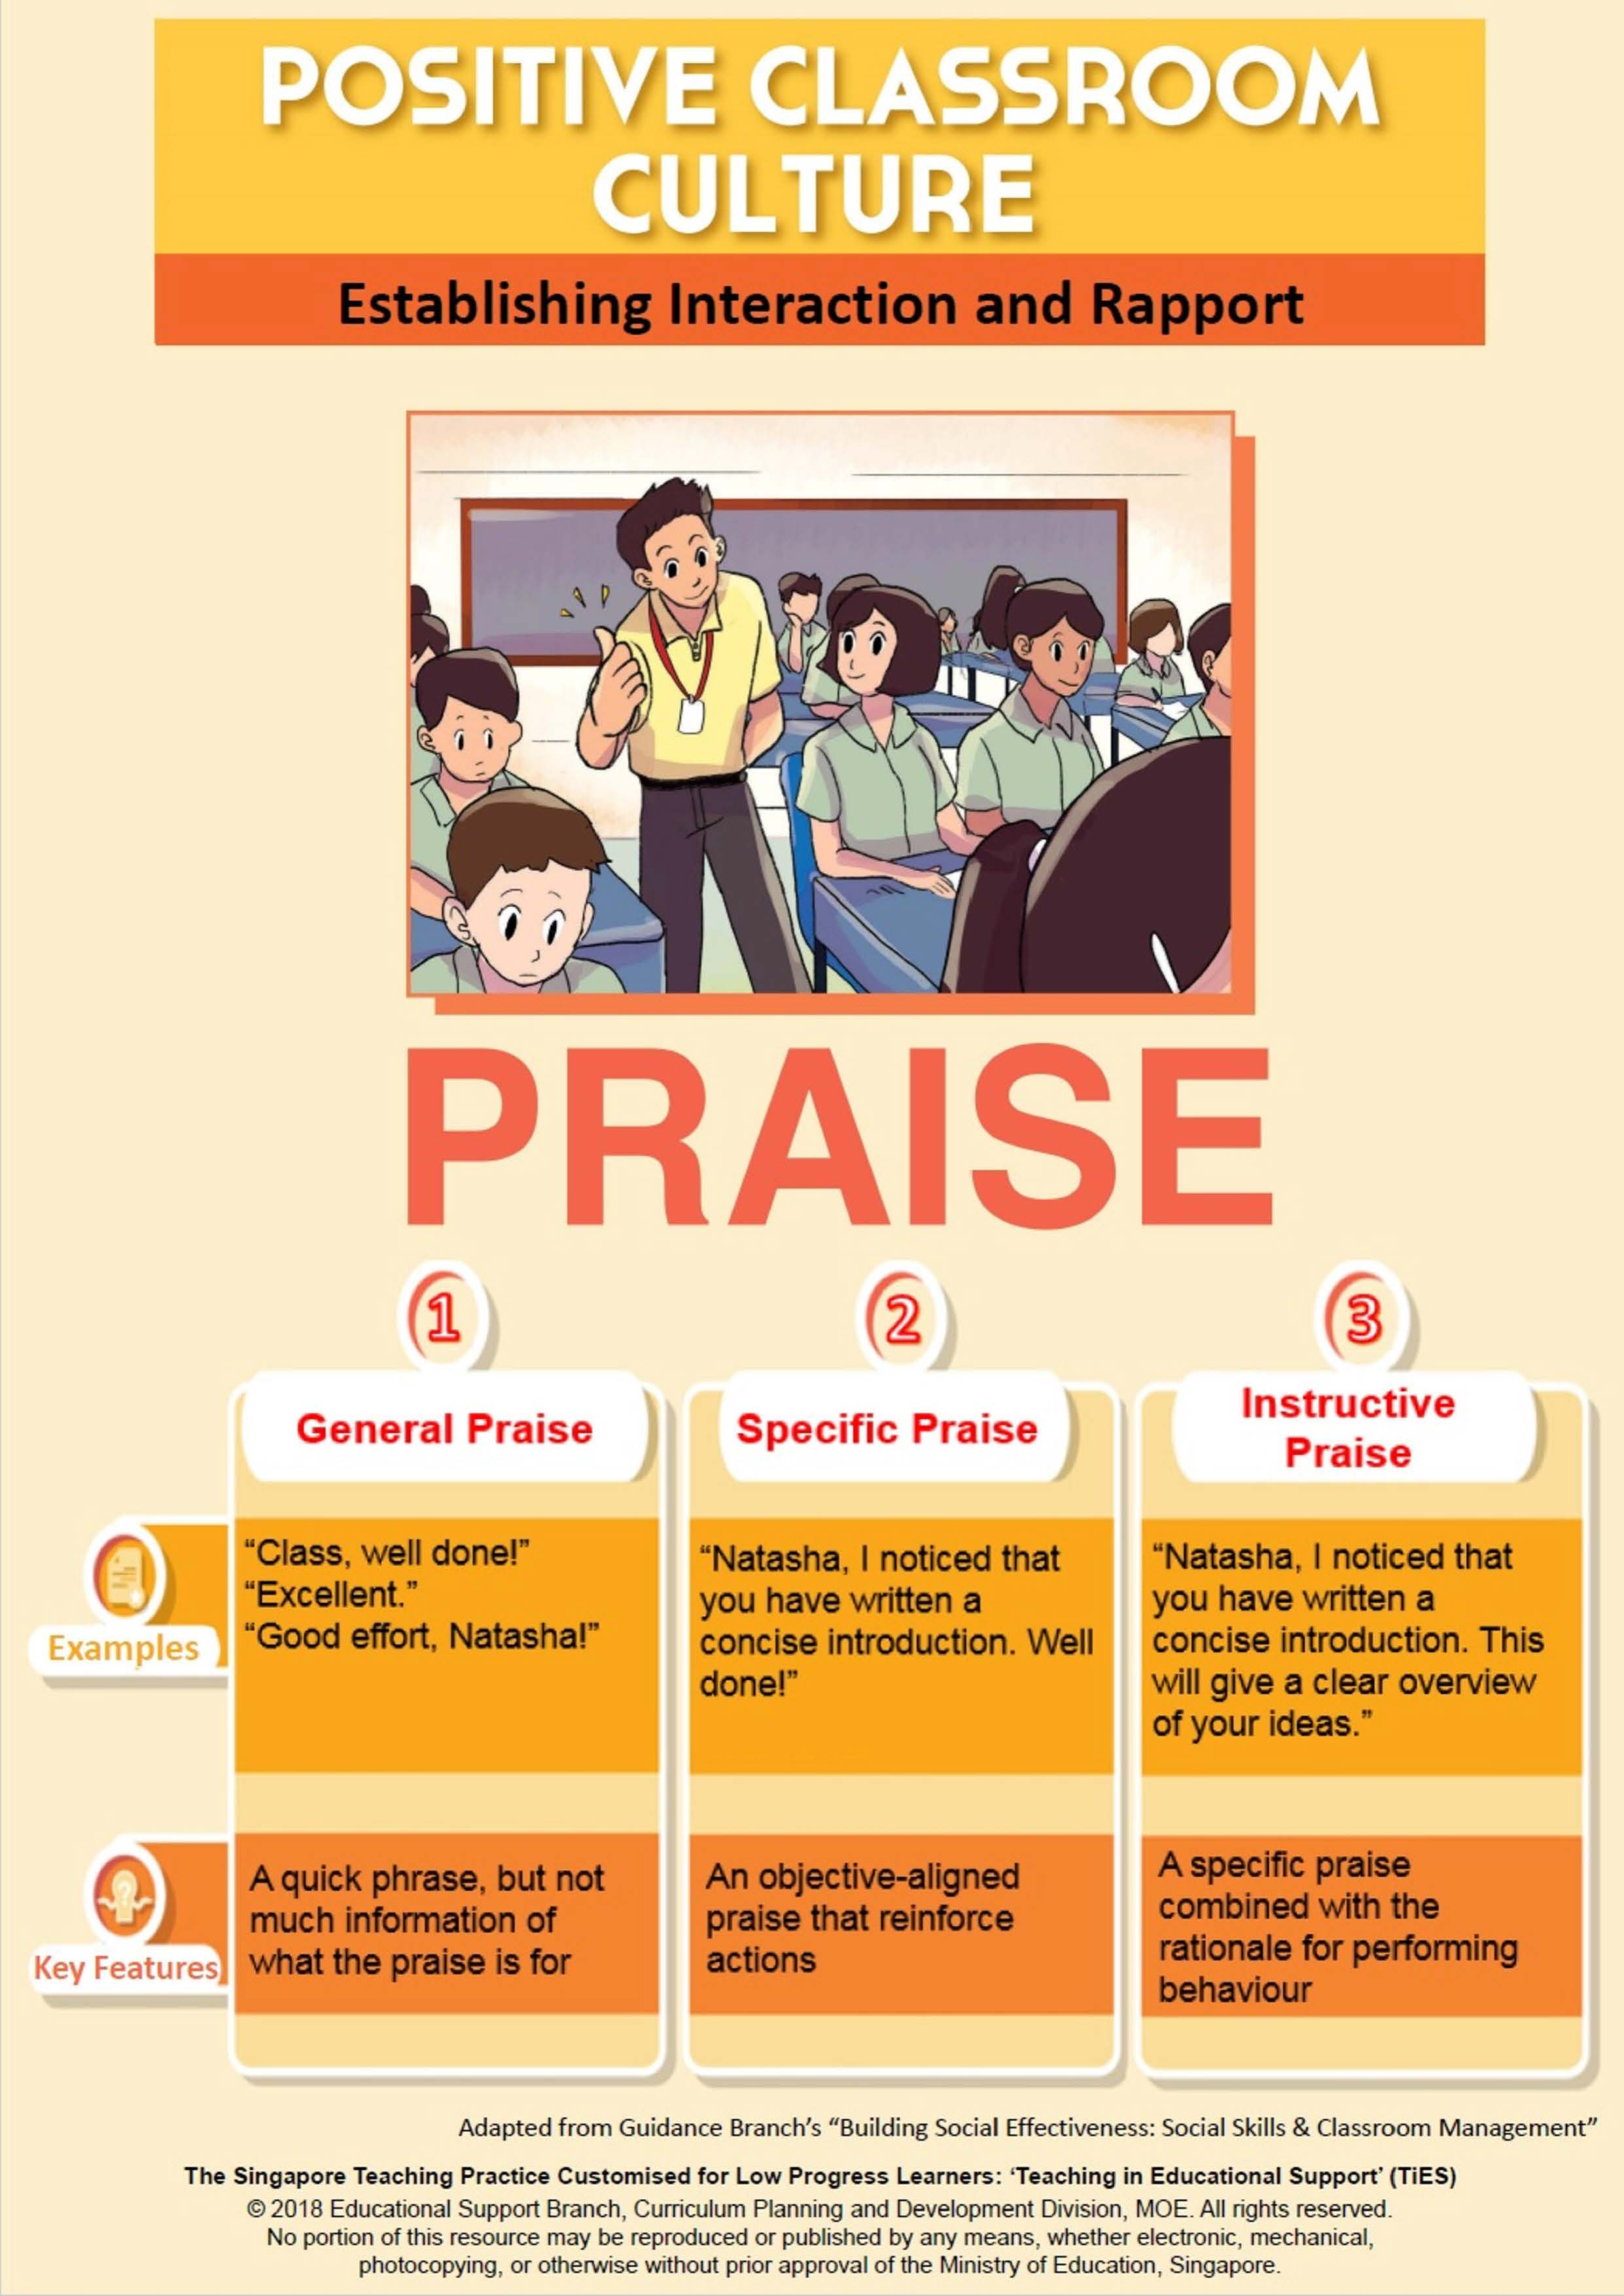 POSITIVE CLASSROOM
CULTURE
Establishing Interaction and Rapport
PRAISE
1
General Praise
2
Specific Praise
3
Instructive
Praise
Examples
“Class, well done!”
“Excellent.”
“Good effort, Natasha!”
“Natasha, I noticed that
you have written a
concise introduction. Well
done!”
“Natasha, I noticed that
you have written a
concise introduction. This
will give a clear overview
of your ideas.”
Key Features
A quick phrase, but not
much information of
what the praise is for
An objective-aligned
praise that reinforce
actions
A specific praise
combined with the
rationale for performing
behaviour
Adapted from Guidance Branch’s “Building Social Effectiveness: Social Skills & Classroom Management”
The Singapore Teaching Practice Customised for Low Progress Learners: ‘Teaching in Educational Support’ (TiES)
© 2018 Educational Support Branch, Curriculum Planning and Development Division, MOE. All rights reserved.
No portion of this resource may be reproduced or published by any means, whether electronic, mechanical,
photocopying, or otherwise without prior approval of the Ministry of Education, Singapore.